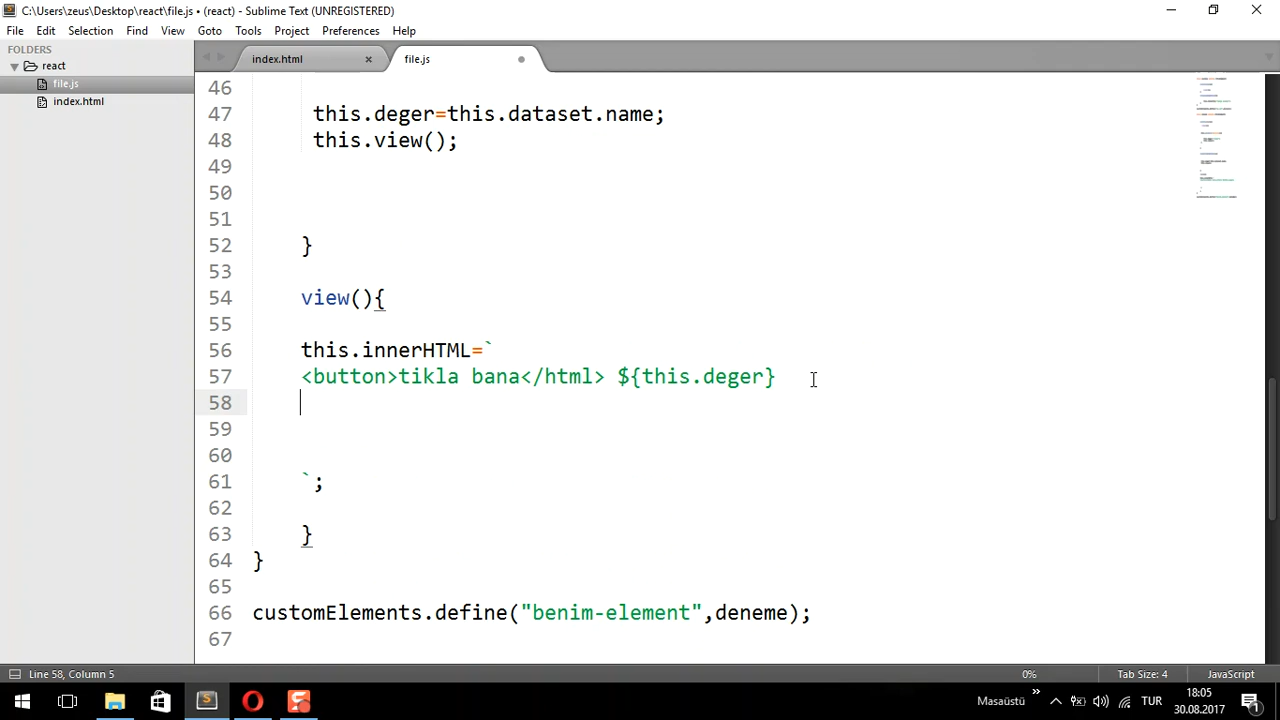 C:\Users\zeus\Desktop\react\file.js • (react) - Sublime Text (UNREGISTERED)
File Edit Selection Find View Goto Tools Project Preferences Help
FOLDERS
react
file.js
index.html
index.html × file.js
46
47 this.deger=this.dataset.name;
48 this.view();
49
50
51
52 }
53
54 view(){
55
56 this.innerHTML=`
57 <button>tikla bana</html> ${this.deger}
58
59
60
61 `;
62
63 }
64 }
65
66 customElements.define("benim-element",deneme);
67
Line 58, Column 5 0% Tab Size: 4 JavaScript
Masaüstü » TUR 18:05
30.08.2017 1